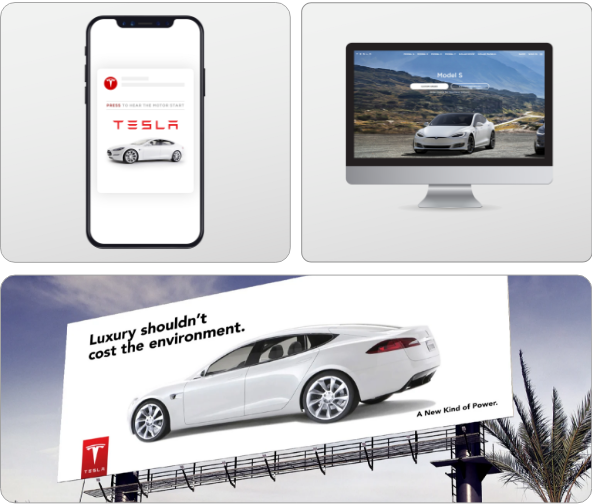 PRESS TO HEAR THE MOTOR START
TESLA
Model S
Luxury shouldn't
cost the environment.
A New Kind of Power.
TESLA